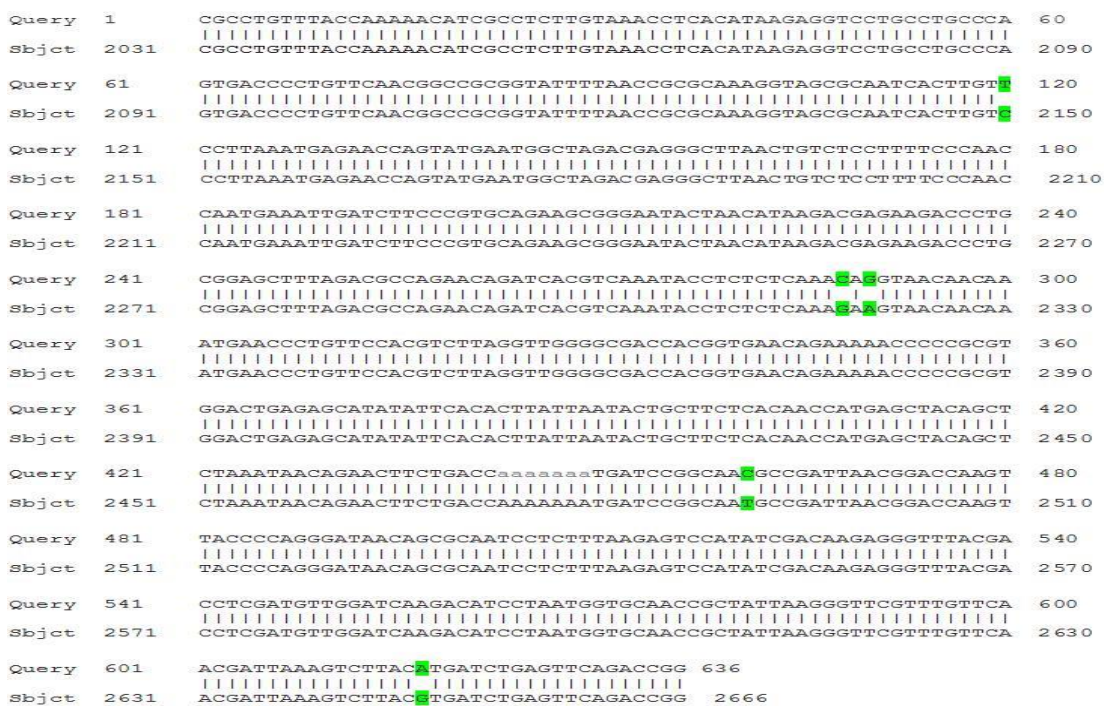 Query 1 CGCCTGTTTACCAAAAACATCGCCTCTTGTAAACCTCACATAAGAGGTCCTGCCTGCCCA 60
||||||||||||||||||||||||||||||||||||||||||||||||||||||||||||
Sbjct 2031 CGCCTGTTTACCAAAAACATCGCCTCTTGTAAACCTCACATAAGAGGTCCTGCCTGCCCA 2090
Query 61 GTGACCCCTGTTCAACGGCCGCGGTATTTTAACCGCGCAAAGGTAGCGCAATCACTTGTT 120
|||||||||||||||||||||||||||||||||||||||||||||||||||||||||||
Sbjct 2091 GTGACCCCTGTTCAACGGCCGCGGTATTTTAACCGCGCAAAGGTAGCGCAATCACTTGTC 2150
Query 121 CCTTAAATGAGAACCAGTATGAATGGCTAGACGAGGGCTTAACTGTCTCCTTTTCCCAAC 180
||||||||||||||||||||||||||||||||||||||||||||||||||||||||||||
Sbjct 2151 CCTTAAATGAGAACCAGTATGAATGGCTAGACGAGGGCTTAACTGTCTCCTTTTCCCAAC 2210
Query 181 CAATGAAATTGATCTTCCCGTGCAGAAGCGGGAATACTAACATAAGACGAGAAGACCCTG 240
||||||||||||||||||||||||||||||||||||||||||||||||||||||||||||
Sbjct 2211 CAATGAAATTGATCTTCCCGTGCAGAAGCGGGAATACTAACATAAGACGAGAAGACCCTG 2270
Query 241 CGGAGCTTTAGACGCCAGAACAGATCACGTCAAATACCTCTCTCAAACAGGTAACAACAA 300
||||||||||||||||||||||||||||||||||||||||||||||| | ||||||||||
Sbjct 2271 CGGAGCTTTAGACGCCAGAACAGATCACGTCAAATACCTCTCTCAAAGAAGTAACAACAA 2330
Query 301 ATGAACCCTGTTCCACGTCTTAGGTTGGGGCGACCACGGTGAACAGAAAAACCCCCGCGT 360
||||||||||||||||||||||||||||||||||||||||||||||||||||||||||||
Sbjct 2331 ATGAACCCTGTTCCACGTCTTAGGTTGGGGCGACCACGGTGAACAGAAAAACCCCCGCGT 2390
Query 361 GGACTGAGAGCATATATTCACACTTATTAATACTGCTTCTCACAACCATGAGCTACAGCT 420
||||||||||||||||||||||||||||||||||||||||||||||||||||||||||||
Sbjct 2391 GGACTGAGAGCATATATTCACACTTATTAATACTGCTTCTCACAACCATGAGCTACAGCT 2450
Query 421 CTAAATAACAGAACTTCTGACCaaaaaaaTGATCCGGCAACGCCGATTAACGGACCAAGT 480
|||||||||||||||||||||||||||||||||||||||| |||||||||||||||||||
Sbjct 2451 CTAAATAACAGAACTTCTGACCAAAAAAATGATCCGGCAATGCCGATTAACGGACCAAGT 2510
Query 481 TACCCCAGGGATAACAGCGCAATCCTCTTTAAGAGTCCATATCGACAAGAGGGTTTACGA 540
||||||||||||||||||||||||||||||||||||||||||||||||||||||||||||
Sbjct 2511 TACCCCAGGGATAACAGCGCAATCCTCTTTAAGAGTCCATATCGACAAGAGGGTTTACGA 2570
Query 541 CCTCGATGTTGGATCAAGACATCCTAATGGTGCAACCGCTATTAAGGGTTCGTTTGTTCA 600
||||||||||||||||||||||||||||||||||||||||||||||||||||||||||||
Sbjct 2571 CCTCGATGTTGGATCAAGACATCCTAATGGTGCAACCGCTATTAAGGGTTCGTTTGTTCA 2630
Query 601 ACGATTAAAGTCTTACATGATCTGAGTTCAGACCGG 636
|||||||||||||||| |||||||||||||||||||
Sbjct 2631 ACGATTAAAGTCTTACGTGATCTGAGTTCAGACCGG 2666